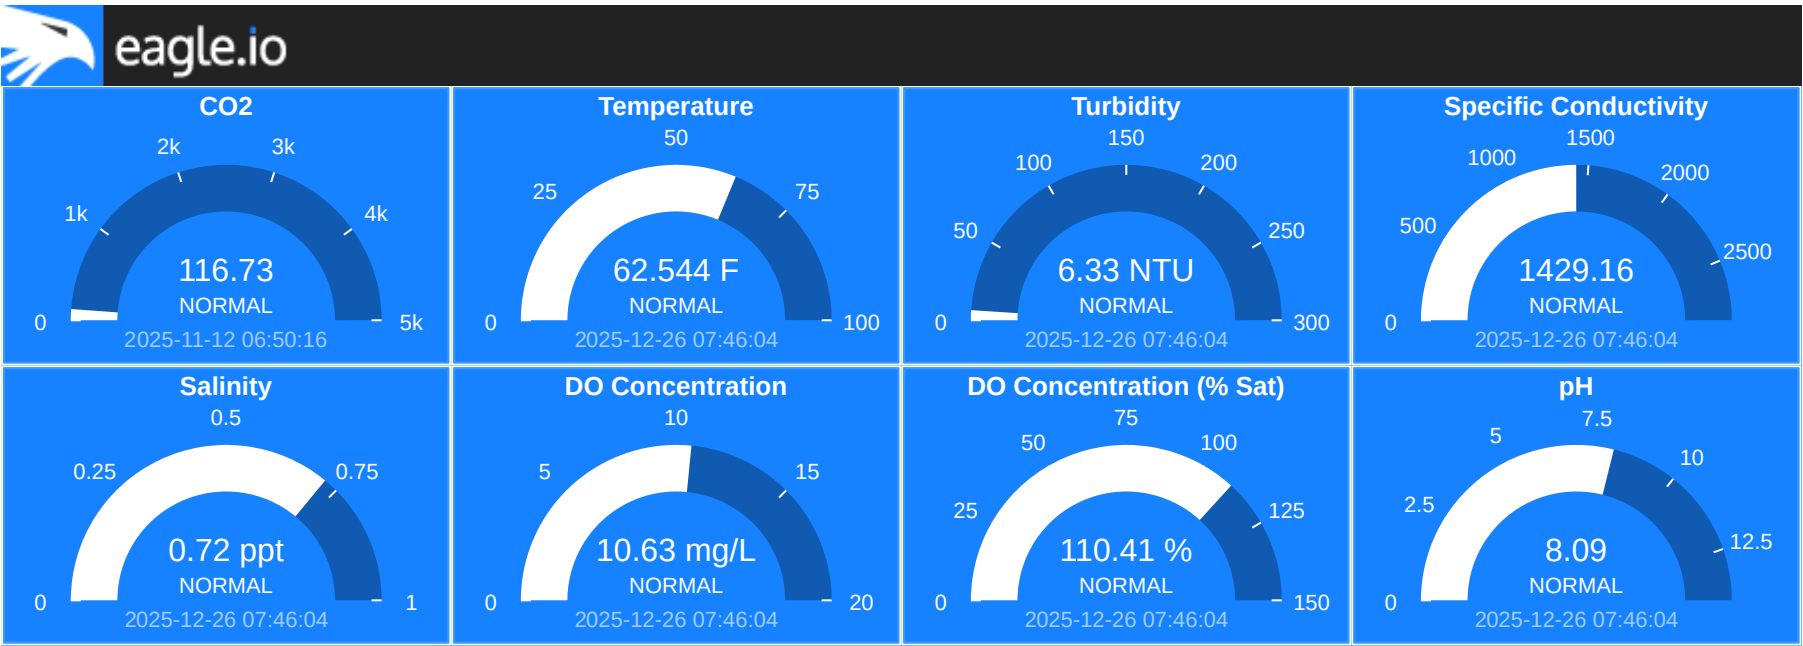 eagle.io
CO2
2k 3k
1k 4k
116.73
NORMAL
0 5k
2025-11-12 06:50:16
Temperature
50
25 75
62.544 F
NORMAL
0 100
2025-12-26 07:46:04
Turbidity
150
100 200
50 250
6.33 NTU
NORMAL
0 300
2025-12-26 07:46:04
Specific Conductivity
1500
1000 2000
500 2500
1429.16
NORMAL
0
2025-12-26 07:46:04
Salinity
0.5
0.25 0.75
0.72 ppt
NORMAL
0 1
2025-12-26 07:46:04
DO Concentration
10
5 15
10.63 mg/L
NORMAL
0 20
2025-12-26 07:46:04
DO Concentration (% Sat)
75
50 100
25 125
110.41 %
NORMAL
0 150
2025-12-26 07:46:04
pH
7.5
5 10
2.5 12.5
8.09
NORMAL
0
2025-12-26 07:46:04